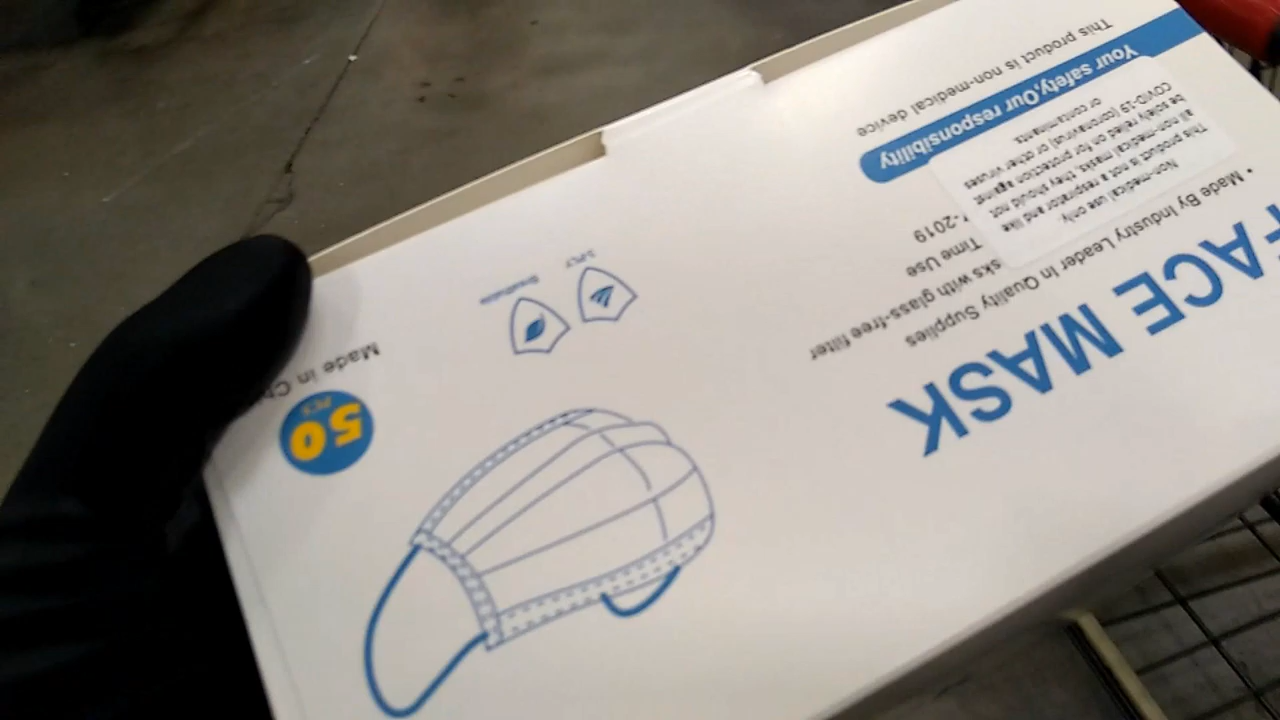 FACE MASK
• Made By Industry Leader In Quality Supplies
sks with glass-free filter
Time Use
-2019
Non-medical use only.
This product is not a respirator and like
all non-medical masks, they should not
be solely relied on for protection against
COVID-19 (coronavirus) or other viruses
or contaminants.
Your safety,Our responsibility
This product is non-medical device
3-PLY
50
PCS
Made in Ch